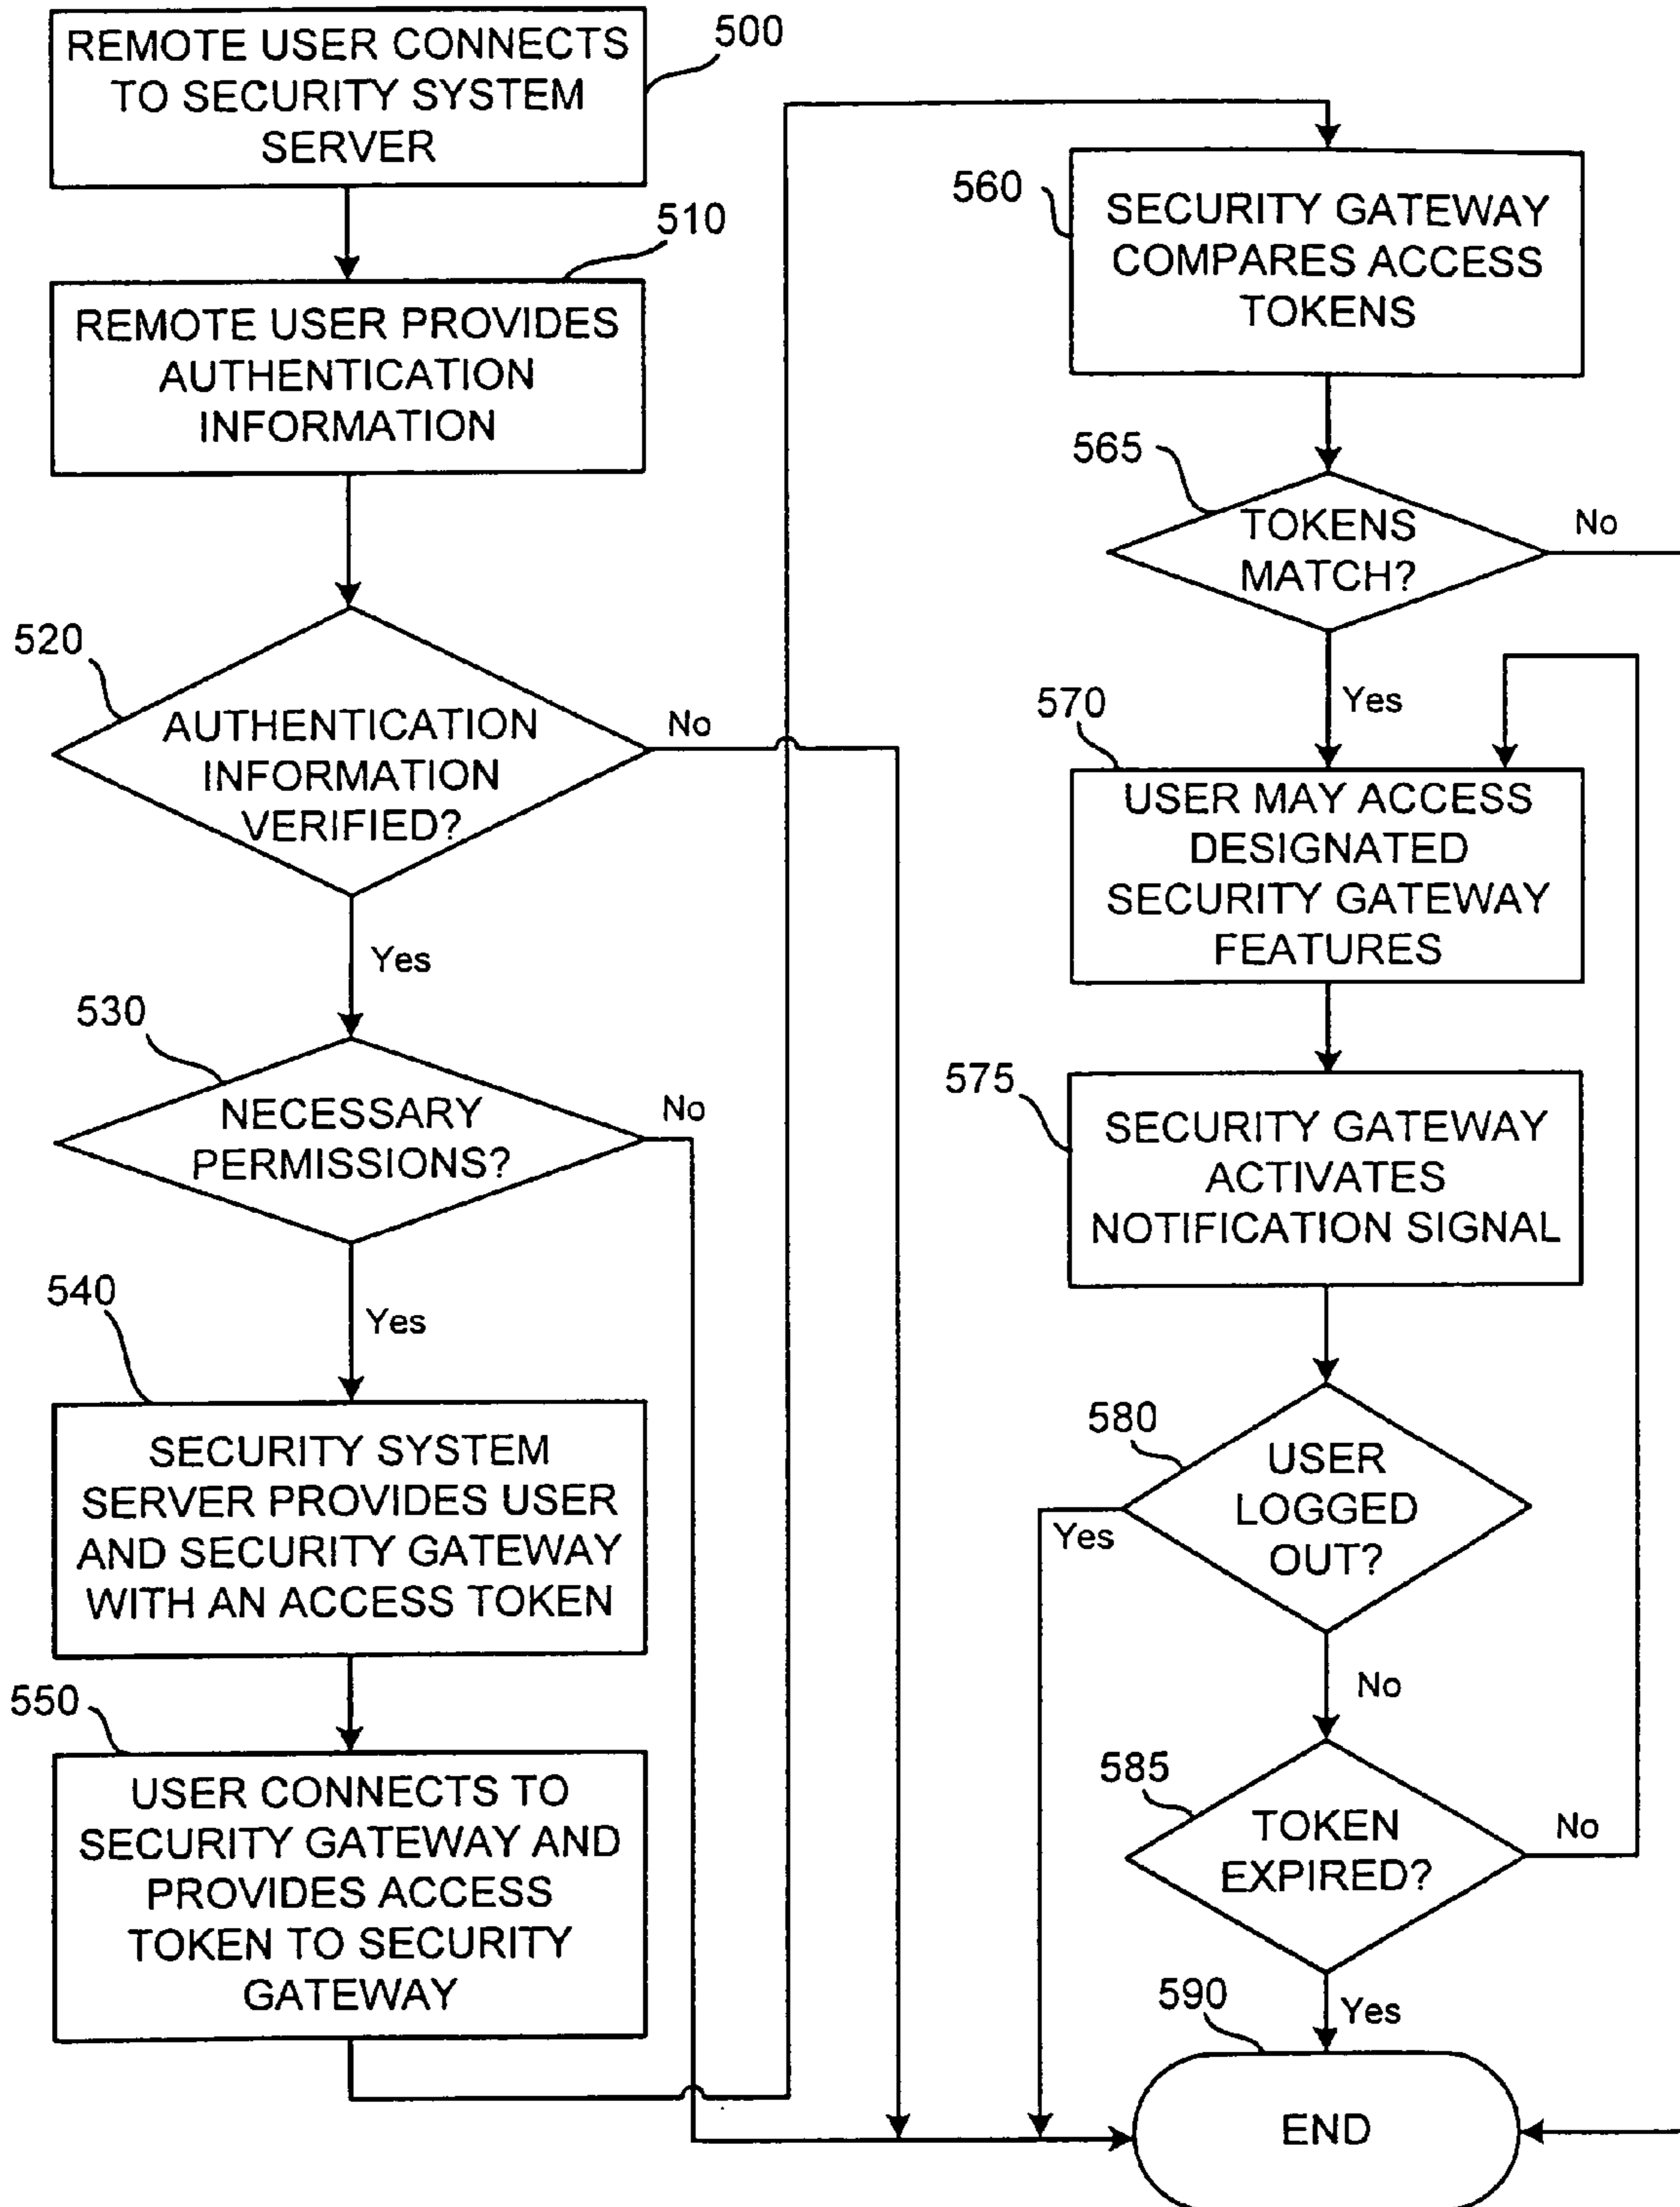 500
REMOTE USER CONNECTS
TO SECURITY SYSTEM
SERVER
510
REMOTE USER PROVIDES
AUTHENTICATION
INFORMATION
520
AUTHENTICATION
INFORMATION
VERIFIED?
No
Yes
530
NECESSARY
PERMISSIONS?
No
Yes
540
SECURITY SYSTEM
SERVER PROVIDES USER
AND SECURITY GATEWAY
WITH AN ACCESS TOKEN
550
USER CONNECTS TO
SECURITY GATEWAY AND
PROVIDES ACCESS
TOKEN TO SECURITY
GATEWAY
560
SECURITY GATEWAY
COMPARES ACCESS
TOKENS
565
TOKENS
MATCH?
No
Yes
570
USER MAY ACCESS
DESIGNATED
SECURITY GATEWAY
FEATURES
575
SECURITY GATEWAY
ACTIVATES
NOTIFICATION SIGNAL
580
USER
LOGGED
OUT?
Yes
No
585
TOKEN
EXPIRED?
No
Yes
590
END